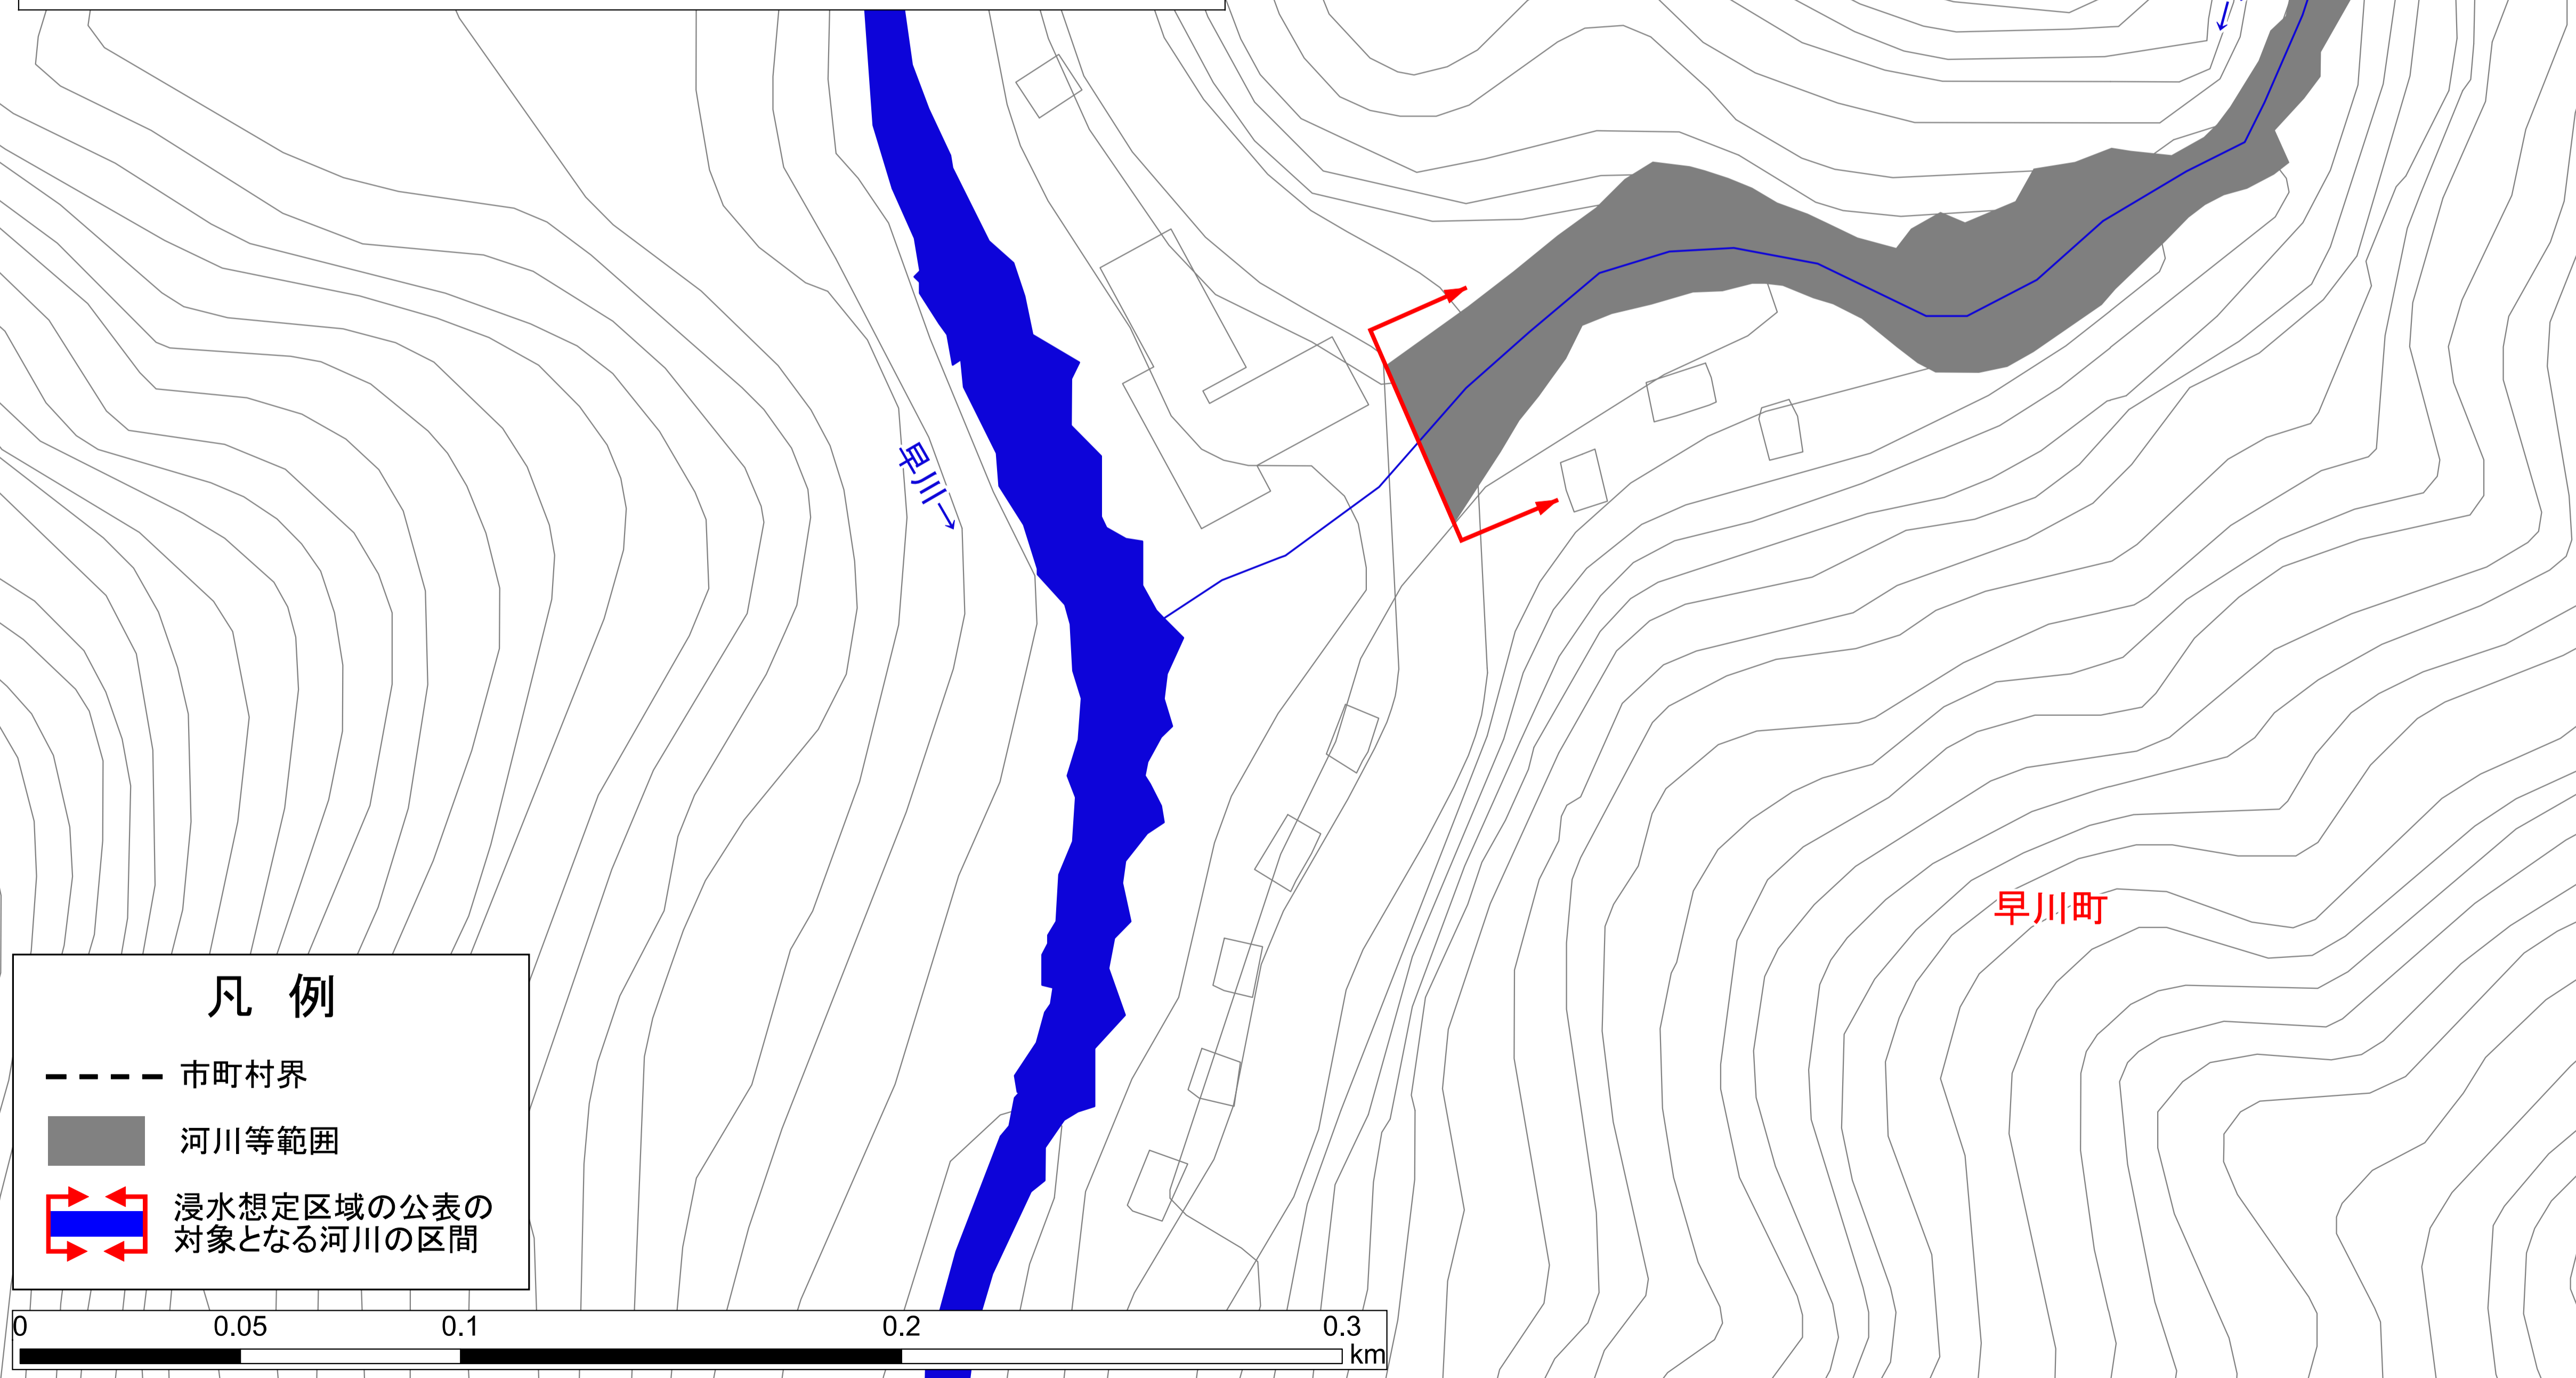 早川→
早川町
凡 例
市町村界
河川等範囲
浸水想定区域の公表の
対象となる河川の区間
0 0.05 0.1 0.2 0.3
km